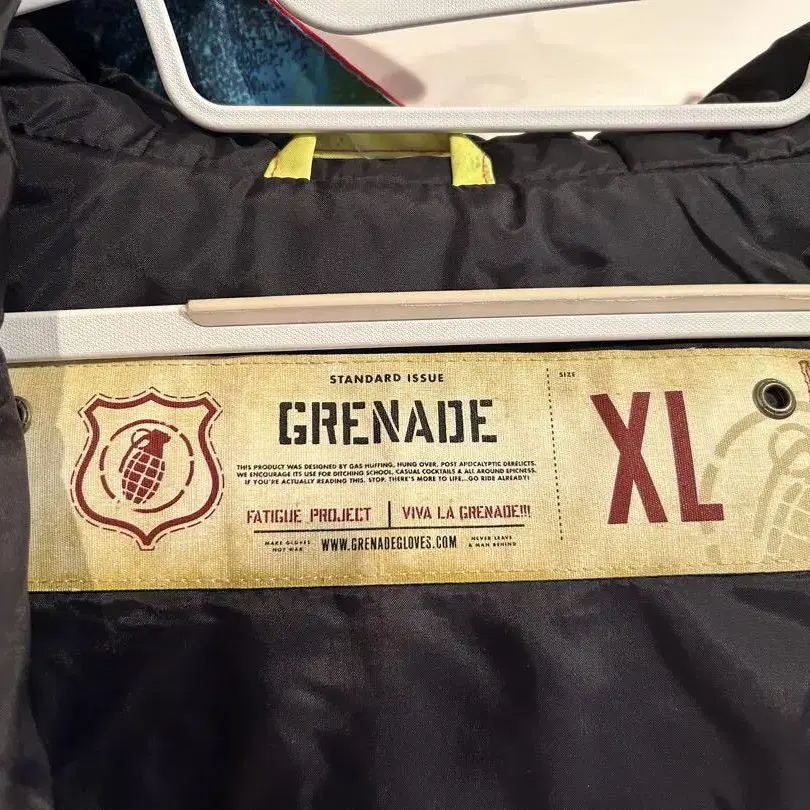 STANDARD ISSUE
GRENADE
THIS PRODUCT WAS DESIGNED BY GAS HUFFING, HUNG OVER, POST APOCALYPTIC DERELICTS.
WE ENCOURAGE ITS USE FOR DITCHING SCHOOL, CASUAL COCKTAILS & ALL AROUND EPICNESS.
IF YOU'RE ACTUALLY READING THIS, STOP. THERE'S MORE TO LIFE...GO RIDE ALREADY!
FATIGUE PROJECT | VIVA LA GRENADE!!!
MAKE GLOVES
NOT WAR
WWW.GRENADEGLOVES.COM
NEVER LEAVE
A MAN BEHIND
SIZE
XL